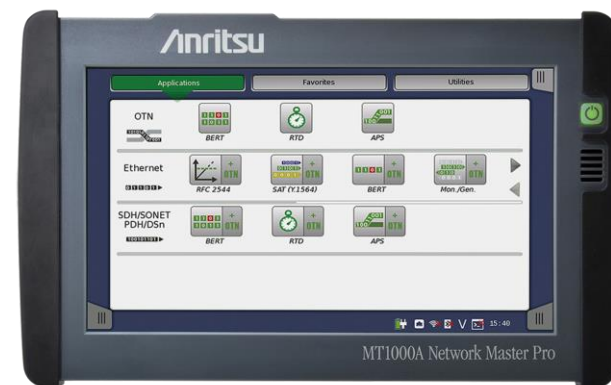 Anritsu
Applications Favorites Utilities
OTN
BERT RTD APS
Ethernet
+ OTN + OTN + OTN + OTN
RFC 2544 SAT (Y.1564) BERT Mon./Gen.
SDH/SONET
PDH/DSn
+ OTN + OTN + OTN
BERT RTD APS
15:40
MT1000A Network Master Pro